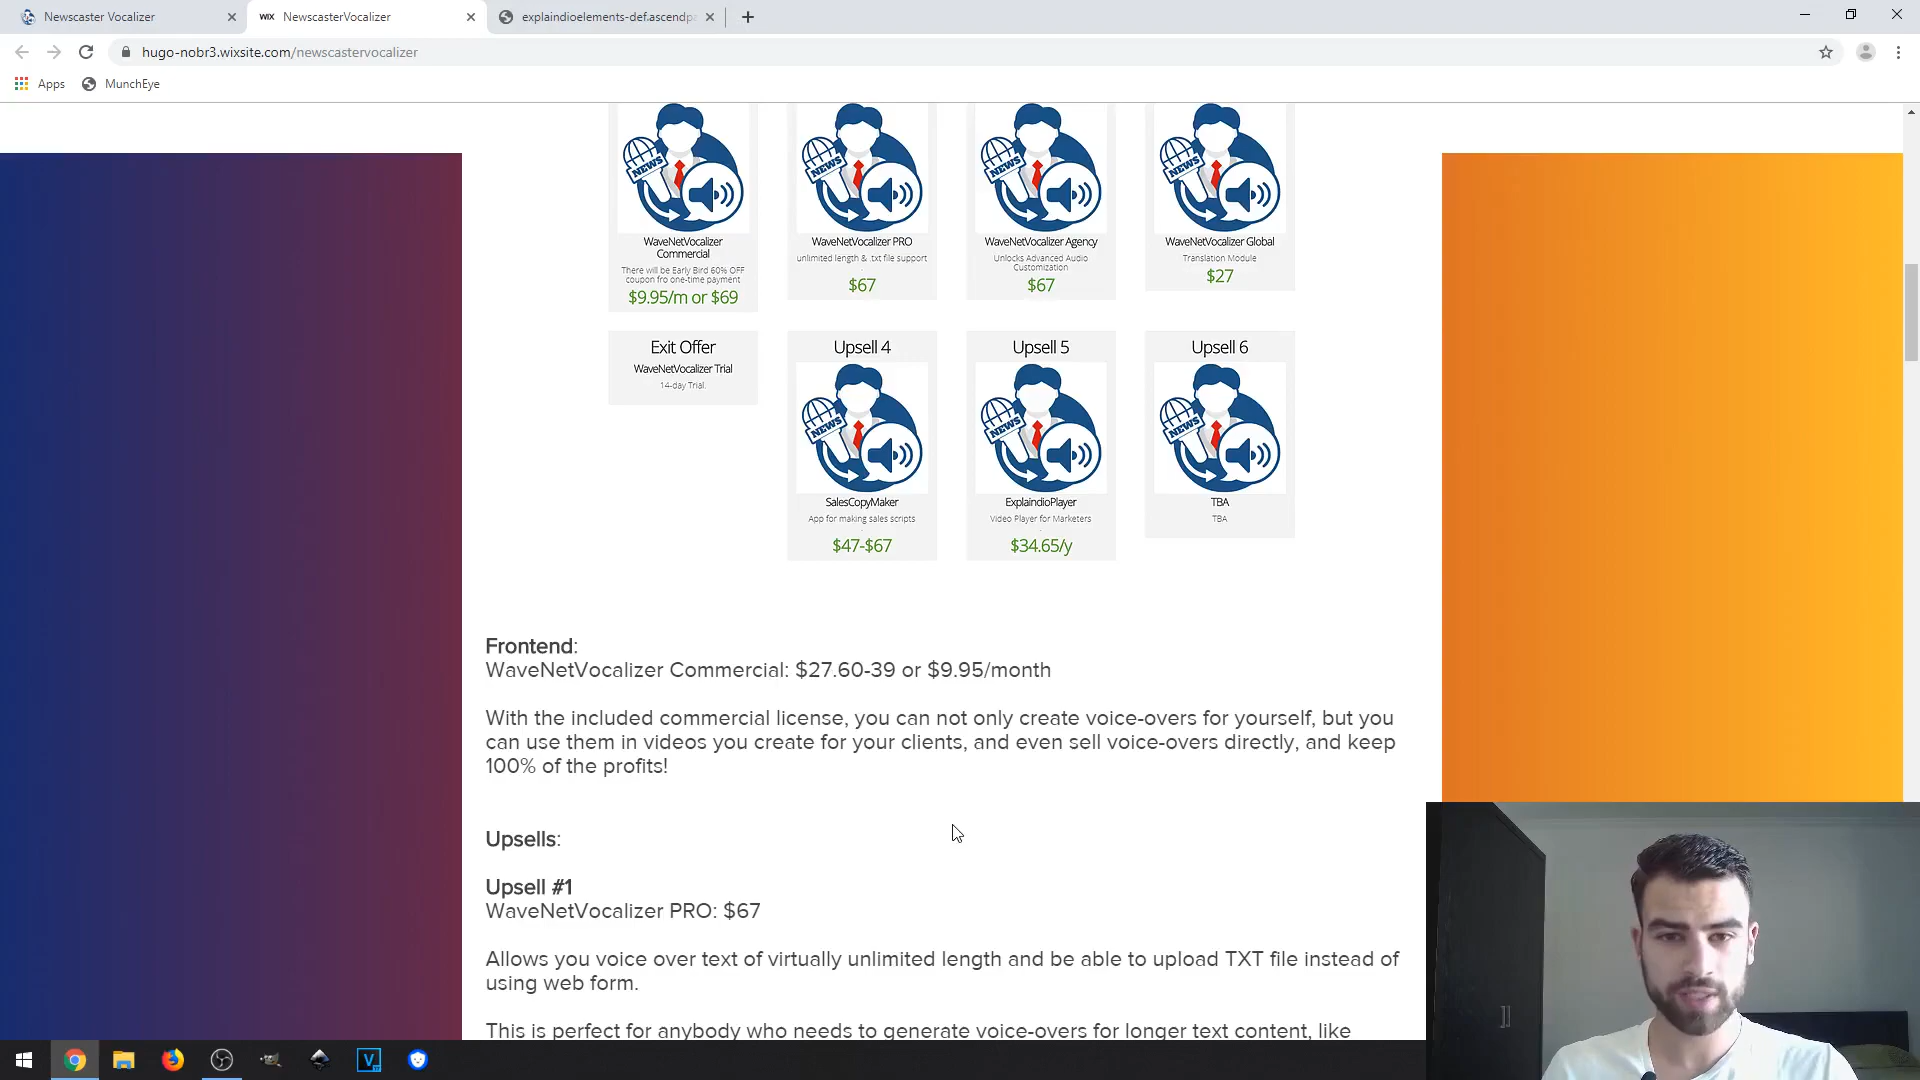 Newscaster Vocalizer
WIX NewscasterVocalizer
explaindioelements-def.ascendpa
hugo-nobr3.wixsite.com/newscastervocalizer
Apps
MunchEye
NEWS
NEWS
NEWS
NEWS
WaveNetVocalizer
Commercial
There will be Early Bird 60% OFF
coupon fro one-time payment
$9.95/m or $69
WaveNetVocalizer PRO
unlimited length & .txt file support
.
$67
WaveNetVocalizer Agency
Unlocks Advanced Audio
Customization
$67
WaveNetVocalizer Global
Translation Module
$27
Exit Offer
WaveNetVocalizer Trial
14-day Trial.
Upsell 4
NEWS
SalesCopyMaker
App for making sales scripts
.
$47-$67
Upsell 5
NEWS
ExplaindioPlayer
Video Player for Marketers
.
$34.65/y
Upsell 6
NEWS
TBA
TBA
Frontend:
WaveNetVocalizer Commercial: $27.60-39 or $9.95/month
With the included commercial license, you can not only create voice-overs for yourself, but you
can use them in videos you create for your clients, and even sell voice-overs directly, and keep
100% of the profits!
Upsells:
Upsell #1
WaveNetVocalizer PRO: $67
Allows you voice over text of virtually unlimited length and be able to upload TXT file instead of
using web form.
This is perfect for anybody who needs to generate voice-overs for longer text content, like
V